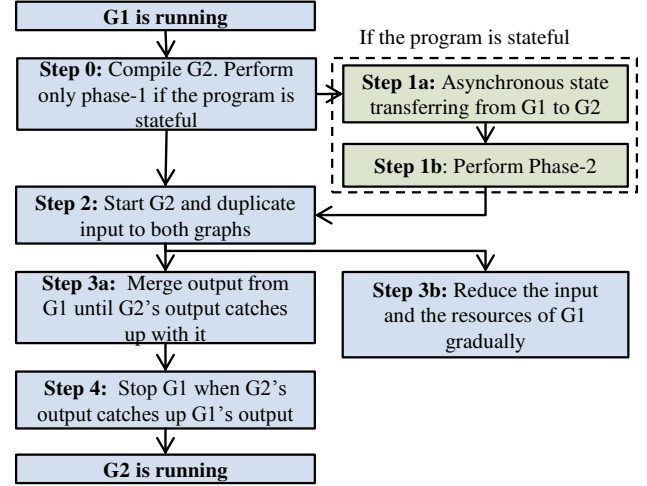 G1 is running
If the program is stateful
Step 0: Compile G2. Perform
only phase-1 if the program is
stateful
Step 1a: Asynchronous state
transferring from G1 to G2
Step 1b: Perform Phase-2
Step 2: Start G2 and duplicate
input to both graphs
Step 3a: Merge output from
G1 until G2's output catches
up with it
Step 3b: Reduce the input
and the resources of G1
gradually
Step 4: Stop G1 when G2's
output catches up G1's output
G2 is running